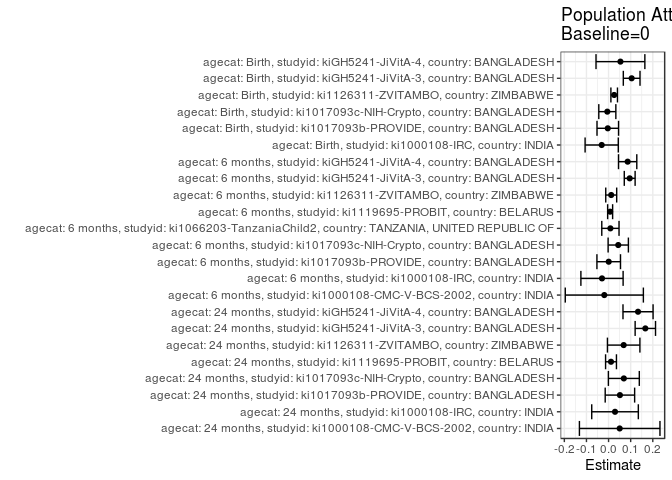 Population Att
Baseline=0
agecat: Birth, studyid: kiGH5241-JiVitA-4, country: BANGLADESH
agecat: Birth, studyid: kiGH5241-JiVitA-3, country: BANGLADESH
agecat: Birth, studyid: ki1126311-ZVITAMBO, country: ZIMBABWE
agecat: Birth, studyid: ki1017093c-NIH-Crypto, country: BANGLADESH
agecat: Birth, studyid: ki1017093b-PROVIDE, country: BANGLADESH
agecat: Birth, studyid: ki1000108-IRC, country: INDIA
agecat: 6 months, studyid: kiGH5241-JiVitA-4, country: BANGLADESH
agecat: 6 months, studyid: kiGH5241-JiVitA-3, country: BANGLADESH
agecat: 6 months, studyid: ki1126311-ZVITAMBO, country: ZIMBABWE
agecat: 6 months, studyid: ki1119695-PROBIT, country: BELARUS
agecat: 6 months, studyid: ki1066203-TanzaniaChild2, country: TANZANIA, UNITED REPUBLIC OF
agecat: 6 months, studyid: ki1017093c-NIH-Crypto, country: BANGLADESH
agecat: 6 months, studyid: ki1017093b-PROVIDE, country: BANGLADESH
agecat: 6 months, studyid: ki1000108-IRC, country: INDIA
agecat: 6 months, studyid: ki1000108-CMC-V-BCS-2002, country: INDIA
agecat: 24 months, studyid: kiGH5241-JiVitA-4, country: BANGLADESH
agecat: 24 months, studyid: kiGH5241-JiVitA-3, country: BANGLADESH
agecat: 24 months, studyid: ki1126311-ZVITAMBO, country: ZIMBABWE
agecat: 24 months, studyid: ki1119695-PROBIT, country: BELARUS
agecat: 24 months, studyid: ki1017093c-NIH-Crypto, country: BANGLADESH
agecat: 24 months, studyid: ki1017093b-PROVIDE, country: BANGLADESH
agecat: 24 months, studyid: ki1000108-IRC, country: INDIA
agecat: 24 months, studyid: ki1000108-CMC-V-BCS-2002, country: INDIA
-0.2 -0.1 0.0 0.1 0.2
Estimate